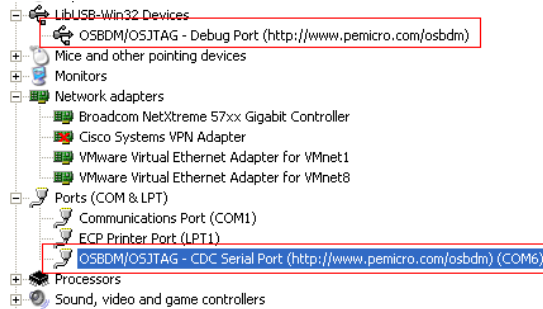 LibUSB-Win32 Devices
OSBDM/OSJTAG - Debug Port (http://www.pemicro.com/osbdm)
Mice and other pointing devices
Monitors
Network adapters
Broadcom NetXtreme 57xx Gigabit Controller
Cisco Systems VPN Adapter
VMware Virtual Ethernet Adapter for VMnet1
VMware Virtual Ethernet Adapter for VMnet8
Ports (COM & LPT)
Communications Port (COM1)
ECP Printer Port (LPT1)
OSBDM/OSJTAG - CDC Serial Port (http://www.pemicro.com/osbdm) (COM6)
Processors
Sound, video and game controllers